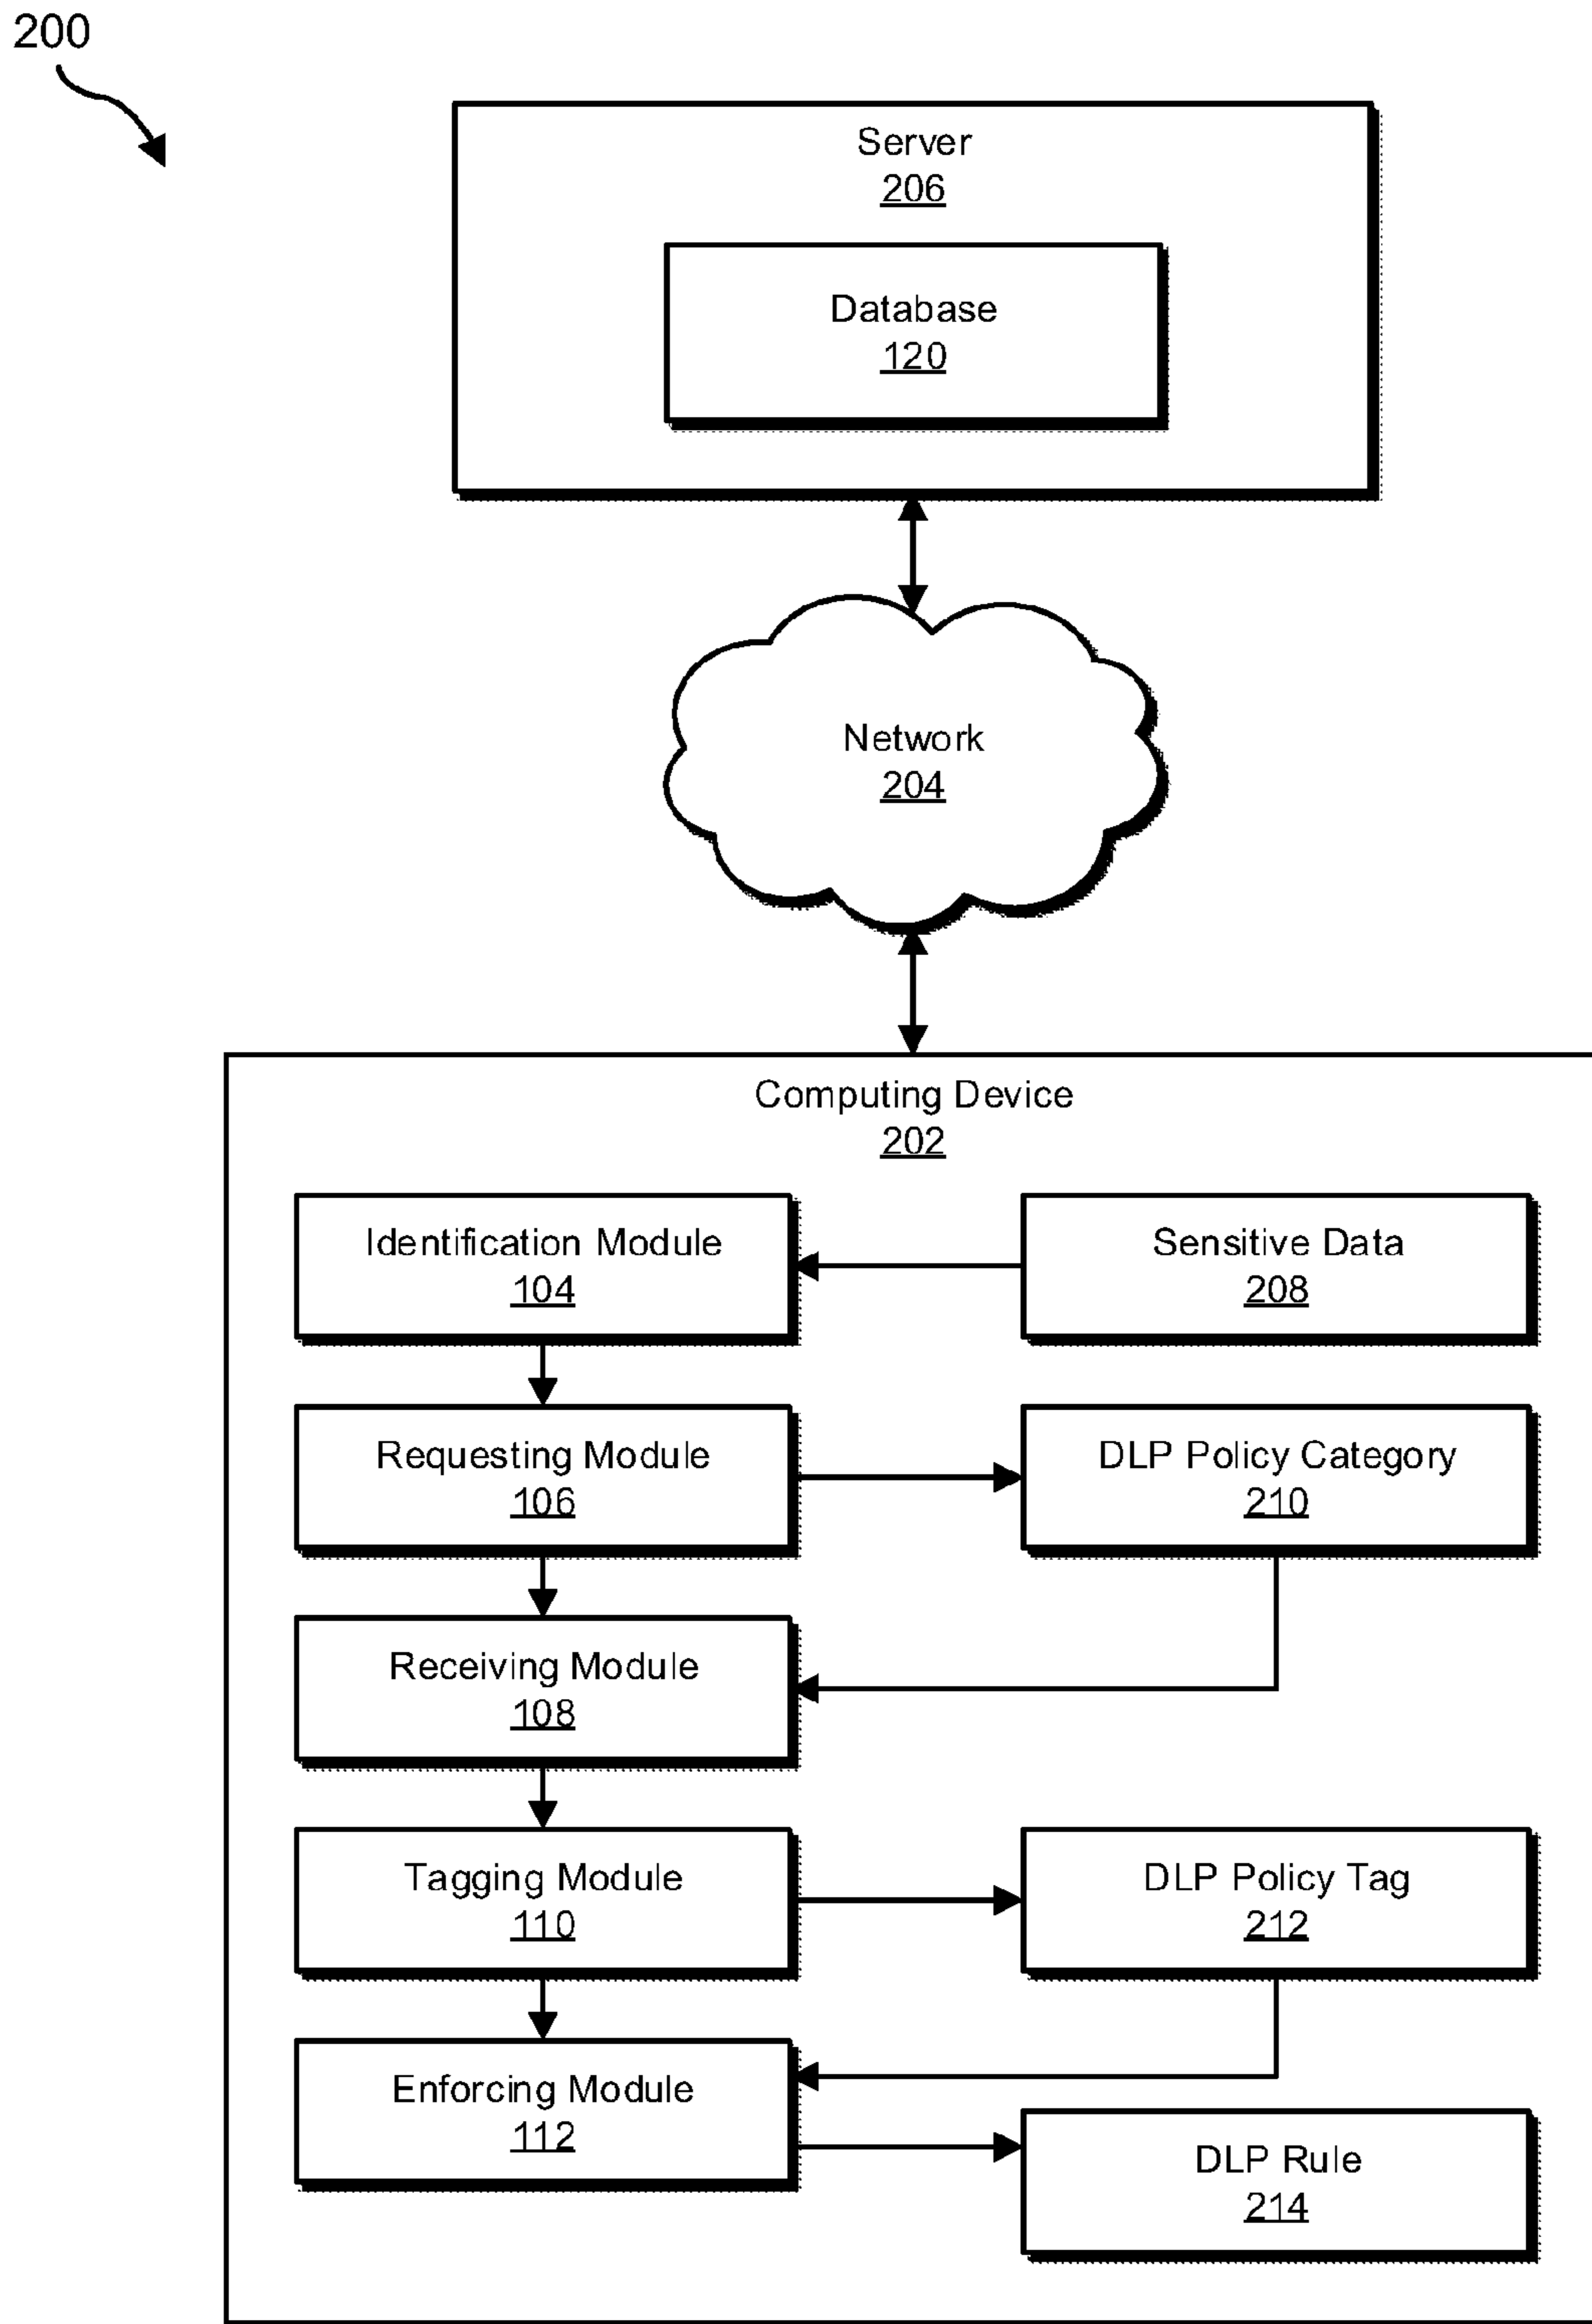 200
Server
206
Database
120
Network
204
Computing Device
202
Identification Module
104
Sensitive Data
208
Requesting Module
106
DLP Policy Category
210
Receiving Module
108
Tagging Module
110
DLP Policy Tag
212
Enforcing Module
112
DLP Rule
214